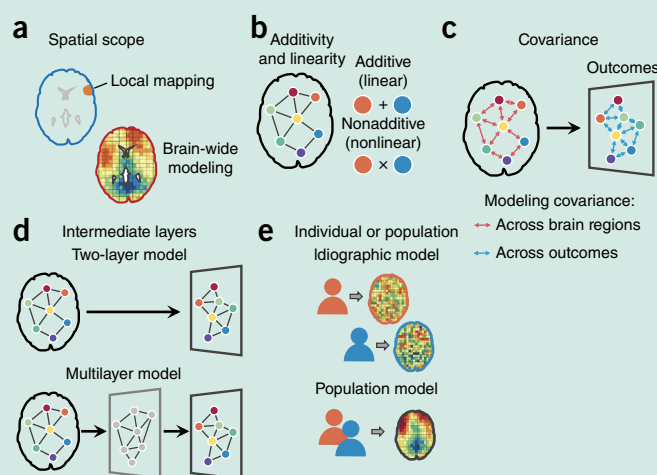 a
Spatial scope
Local mapping
Brain-wide
modeling
b
Additivity
and linearity
Additive
(linear)
+
Nonadditive
(nonlinear)
×
c
Covariance
Outcomes
Modeling covariance:
Across brain regions
Across outcomes
d
Intermediate layers
Two-layer model
Multilayer model
e
Individual or population
Idiographic model
Population model